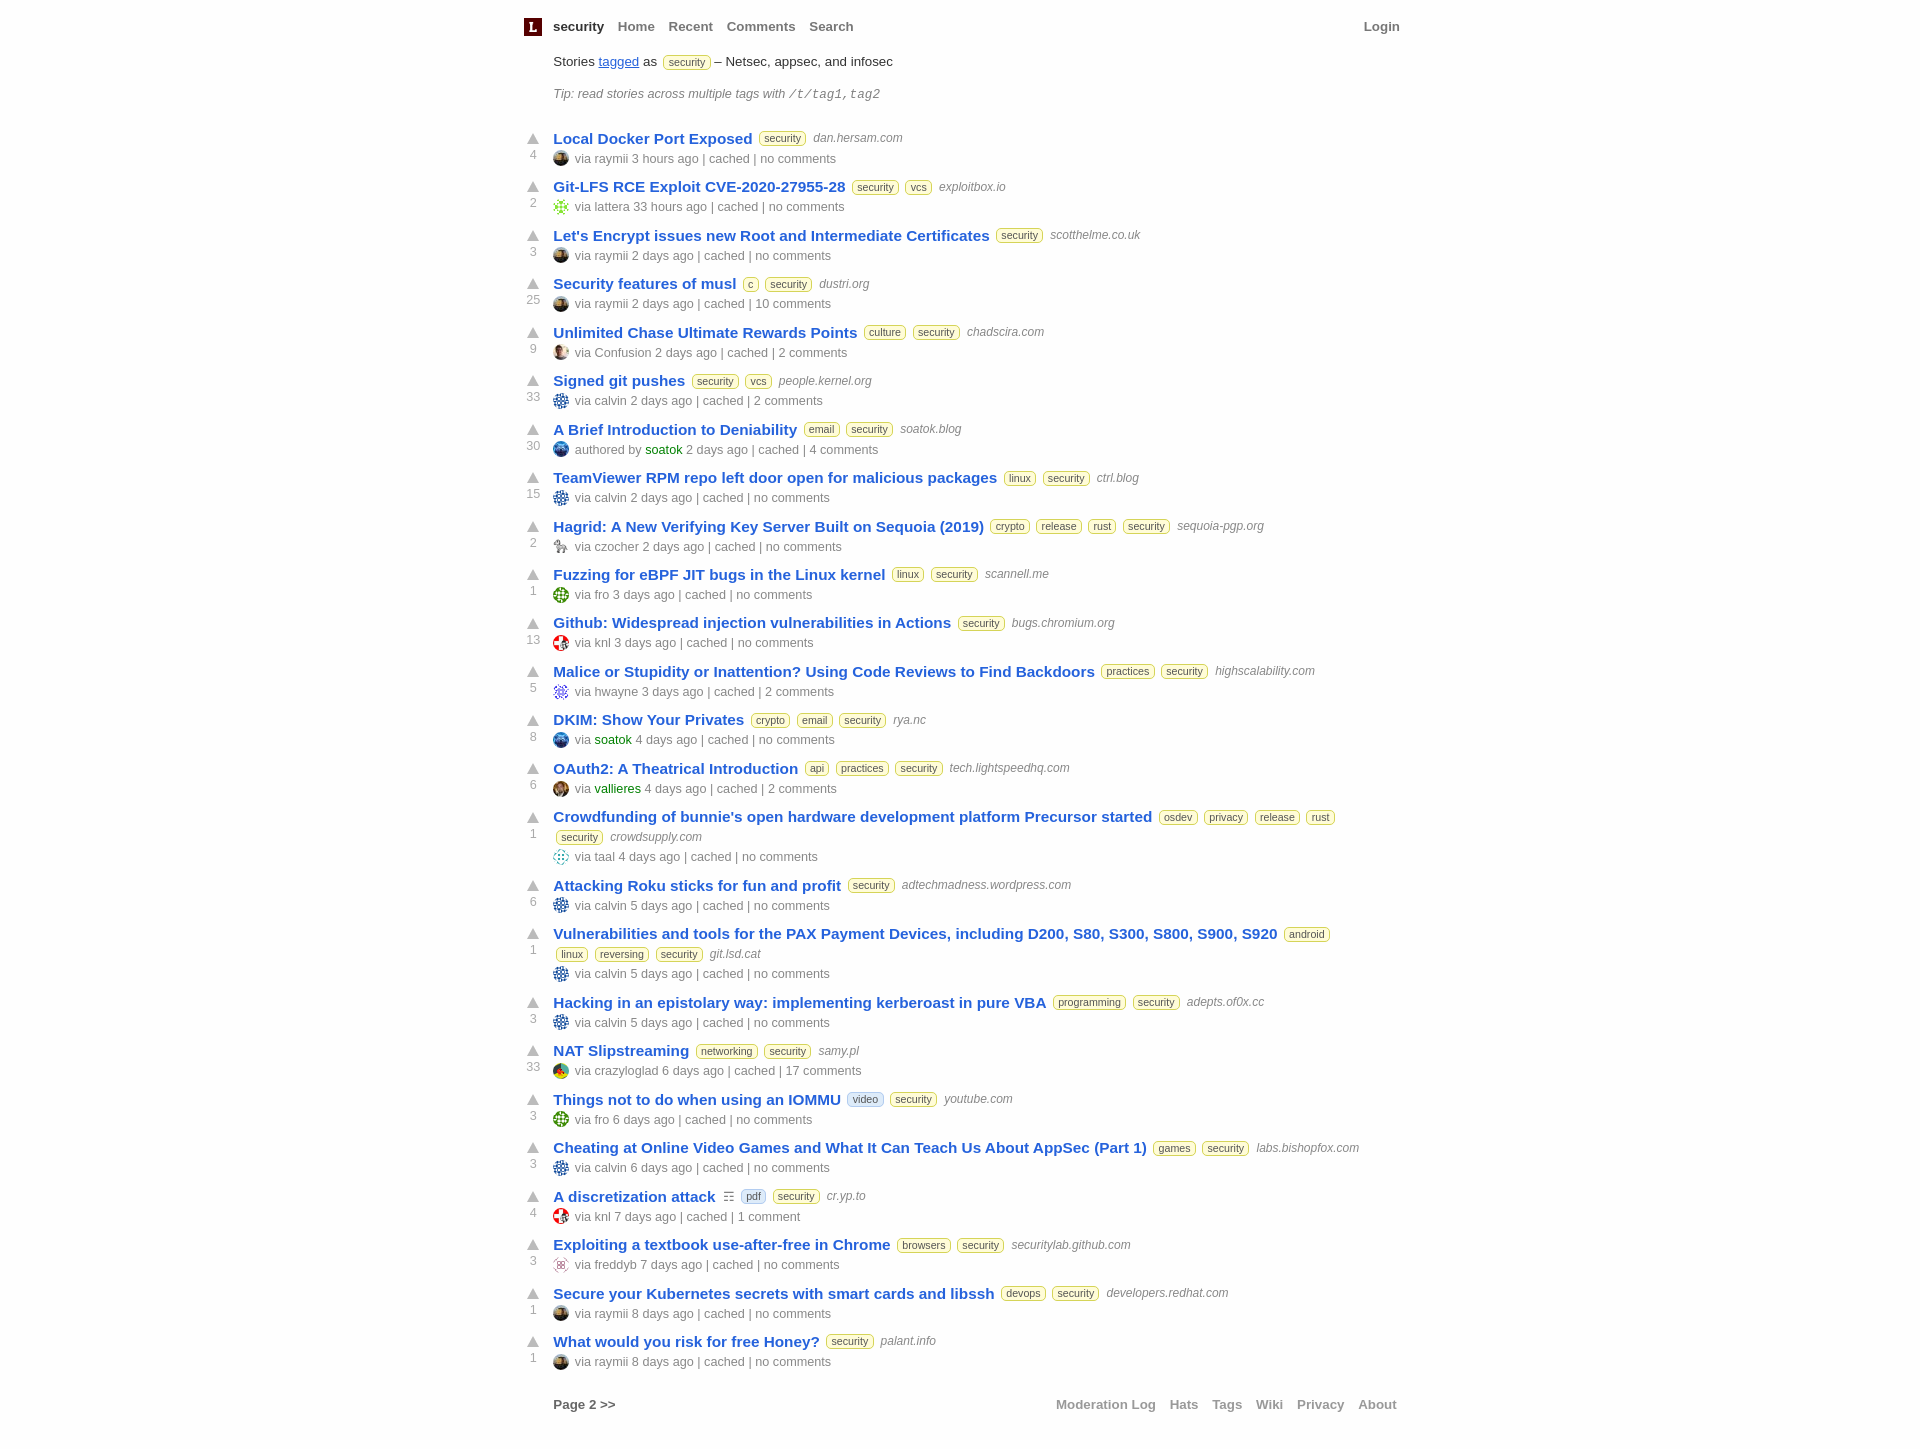 L security Home Recent Comments Search Login
Stories tagged as security – Netsec, appsec, and infosec
Tip: read stories across multiple tags with /t/tag1,tag2
Local Docker Port Exposed security dan.hersam.com
4 via raymii 3 hours ago | cached | no comments
Git-LFS RCE Exploit CVE-2020-27955-28 security vcs exploitbox.io
2 via lattera 33 hours ago | cached | no comments
Let's Encrypt issues new Root and Intermediate Certificates security scotthelme.co.uk
3 via raymii 2 days ago | cached | no comments
Security features of musl c security dustri.org
25 via raymii 2 days ago | cached | 10 comments
Unlimited Chase Ultimate Rewards Points culture security chadscira.com
9 via Confusion 2 days ago | cached | 2 comments
Signed git pushes security vcs people.kernel.org
33 via calvin 2 days ago | cached | 2 comments
A Brief Introduction to Deniability email security soatok.blog
30 authored by soatok 2 days ago | cached | 4 comments
TeamViewer RPM repo left door open for malicious packages linux security ctrl.blog
15 via calvin 2 days ago | cached | no comments
Hagrid: A New Verifying Key Server Built on Sequoia (2019) crypto release rust security sequoia-pgp.org
2 via czocher 2 days ago | cached | no comments
Fuzzing for eBPF JIT bugs in the Linux kernel linux security scannell.me
1 via fro 3 days ago | cached | no comments
Github: Widespread injection vulnerabilities in Actions security bugs.chromium.org
13 via knl 3 days ago | cached | no comments
Malice or Stupidity or Inattention? Using Code Reviews to Find Backdoors practices security highscalability.com
5 via hwayne 3 days ago | cached | 2 comments
DKIM: Show Your Privates crypto email security rya.nc
8 via soatok 4 days ago | cached | no comments
OAuth2: A Theatrical Introduction api practices security tech.lightspeedhq.com
6 via vallieres 4 days ago | cached | 2 comments
Crowdfunding of bunnie's open hardware development platform Precursor started osdev privacy release rust
1 security crowdsupply.com
via taal 4 days ago | cached | no comments
Attacking Roku sticks for fun and profit security adtechmadness.wordpress.com
6 via calvin 5 days ago | cached | no comments
Vulnerabilities and tools for the PAX Payment Devices, including D200, S80, S300, S800, S900, S920 android
1 linux reversing security git.lsd.cat
via calvin 5 days ago | cached | no comments
Hacking in an epistolary way: implementing kerberoast in pure VBA programming security adepts.of0x.cc
3 via calvin 5 days ago | cached | no comments
NAT Slipstreaming networking security samy.pl
33 via crazyloglad 6 days ago | cached | 17 comments
Things not to do when using an IOMMU video security youtube.com
3 via fro 6 days ago | cached | no comments
Cheating at Online Video Games and What It Can Teach Us About AppSec (Part 1) games security labs.bishopfox.com
3 via calvin 6 days ago | cached | no comments
A discretization attack ☶ pdf security cr.yp.to
4 via knl 7 days ago | cached | 1 comment
Exploiting a textbook use-after-free in Chrome browsers security securitylab.github.com
3 via freddyb 7 days ago | cached | no comments
Secure your Kubernetes secrets with smart cards and libssh devops security developers.redhat.com
1 via raymii 8 days ago | cached | no comments
What would you risk for free Honey? security palant.info
1 via raymii 8 days ago | cached | no comments
Page 2 >> Moderation Log Hats Tags Wiki Privacy About